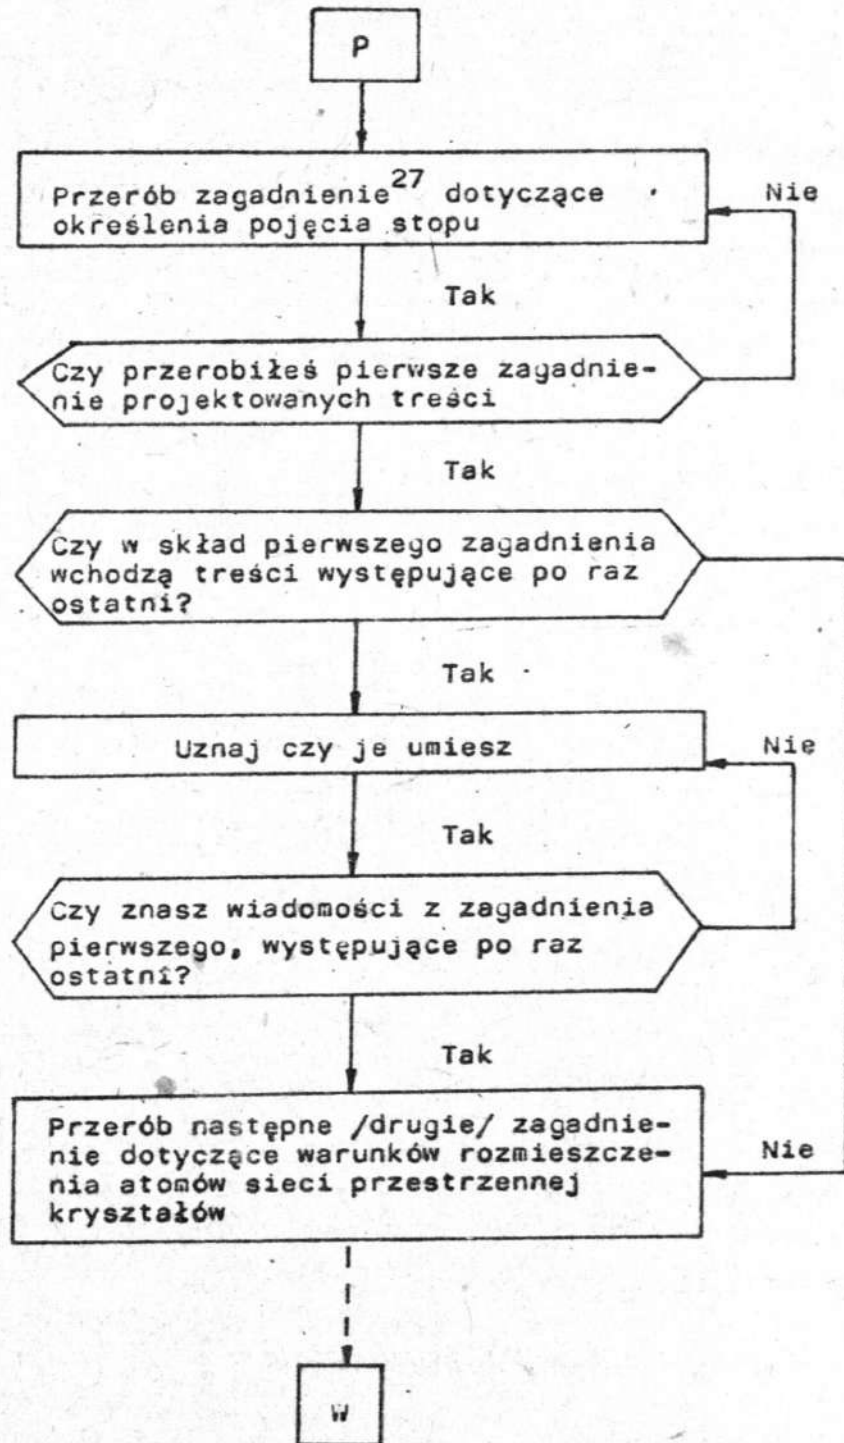 P
Przerób zagadnienie27 dotyczące
określenia pojęcia stopu
Nie
Tak
Czy przerobiłeś pierwsze zagadnie-
nie projektowanych treści
Tak
Czy w skład pierwszego zagadnienia
wchodzą treści występujące po raz
ostatni?
Tak
Uznaj czy je umiesz
Nie
Tak
Czy znasz wiadomości z zagadnienia
pierwszego, występujące po raz
ostatni?
Tak
Przerób następne /drugie/ zagadnie-
nie dotyczące warunków rozmieszcze-
nia atomów sieci przestrzennej
kryształów
Nie
W